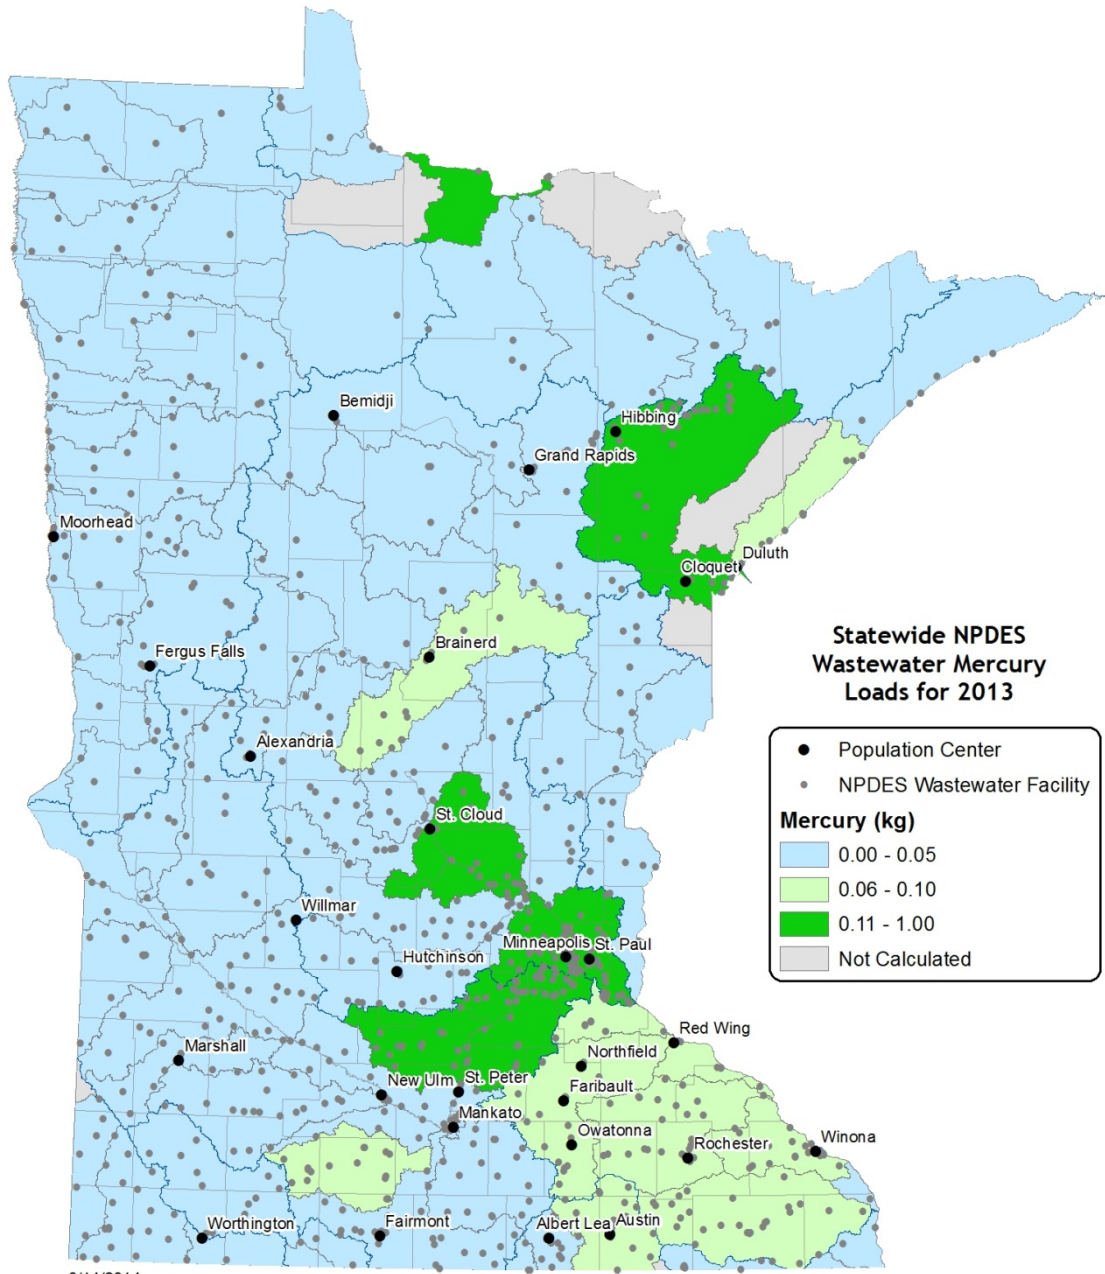 Bemidji
Hibbing
Grand Rapids
Moorhead
Duluth
Cloquet
Brainerd
Fergus Falls
Alexandria
St. Cloud
Willmar
Minneapolis
St. Paul
Hutchinson
Red Wing
Marshall
Northfield
New Ulm
St. Peter
Faribault
Mankato
Owatonna
Rochester
Winona
Worthington
Fairmont
Albert Lea
Austin
Statewide NPDES
Wastewater Mercury
Loads for 2013
Population Center
NPDES Wastewater Facility
Mercury (kg)
0.00 - 0.05
0.06 - 0.10
0.11 - 1.00
Not Calculated